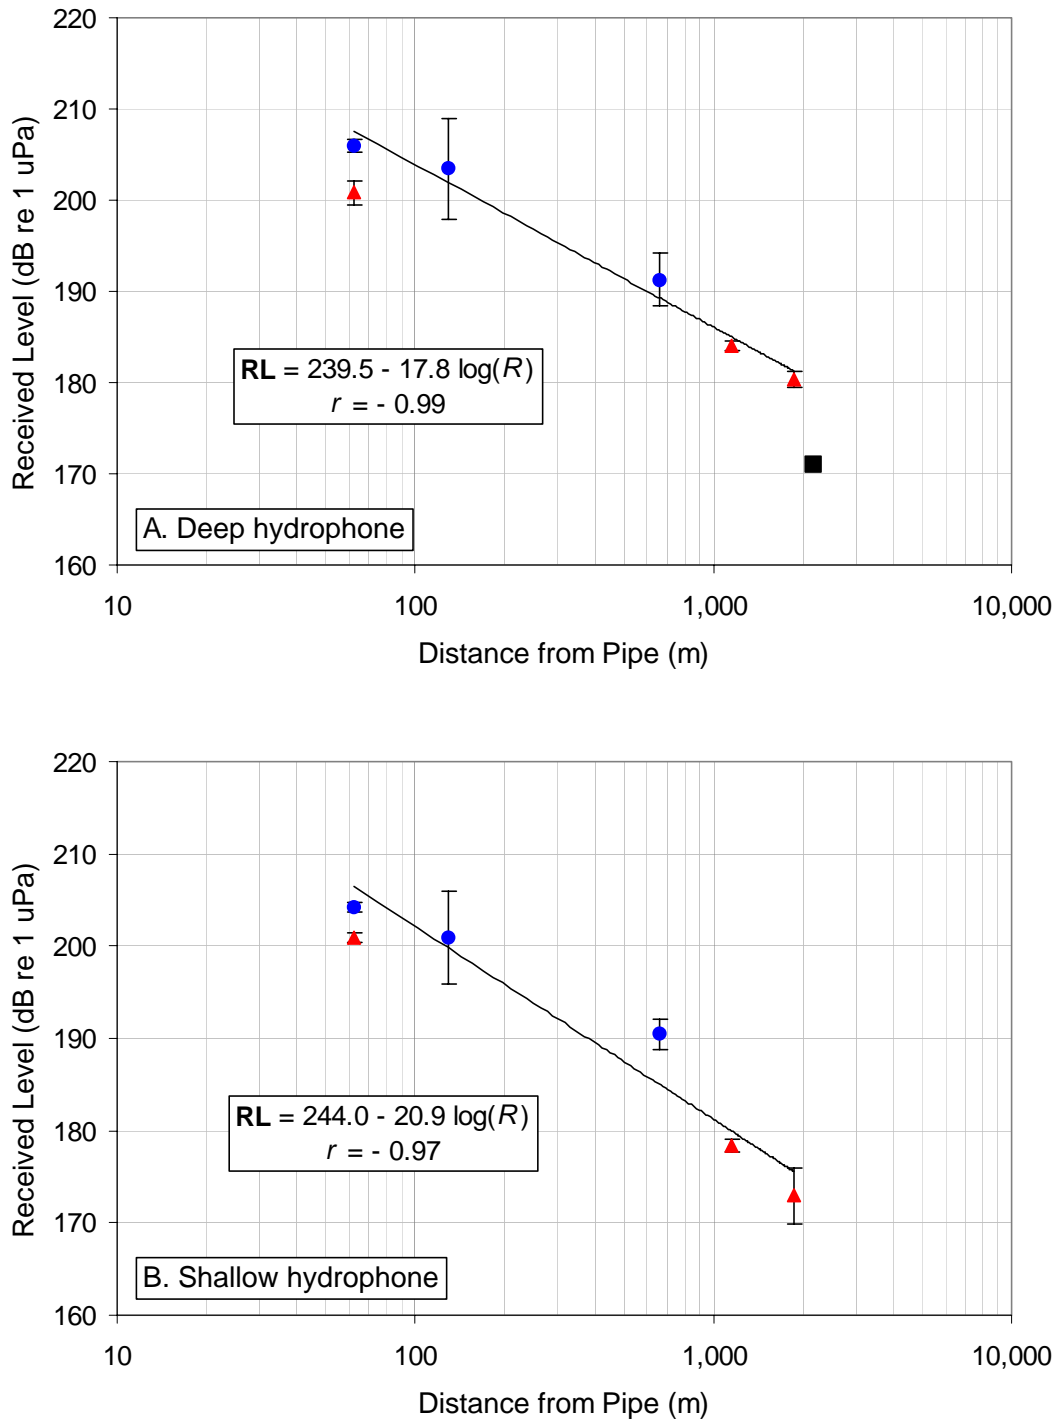 220
210
200
190
180
170
160
Received Level (dB re 1 uPa)
RL = 239.5 - 17.8 log(R)
r = - 0.99
A. Deep hydrophone
10
100
1,000
10,000
Distance from Pipe (m)
220
210
200
190
180
170
160
Received Level (dB re 1 uPa)
RL = 244.0 - 20.9 log(R)
r = - 0.97
B. Shallow hydrophone
10
100
1,000
10,000
Distance from Pipe (m)